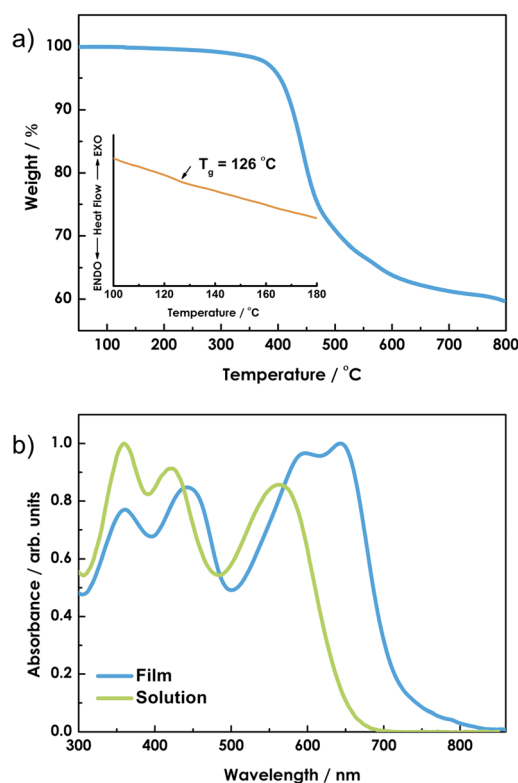 a)
100
90
80
70
60
Weight / %
ENDO ← Heat Flow → EXO
T_g = 126 °C
100 120 140 160 180
Temperature / °C
100 200 300 400 500 600 700 800
Temperature / °C
b)
1.0
0.8
0.6
0.4
0.2
0.0
Absorbance / arb. units
Film
Solution
300 400 500 600 700 800
Wavelength / nm